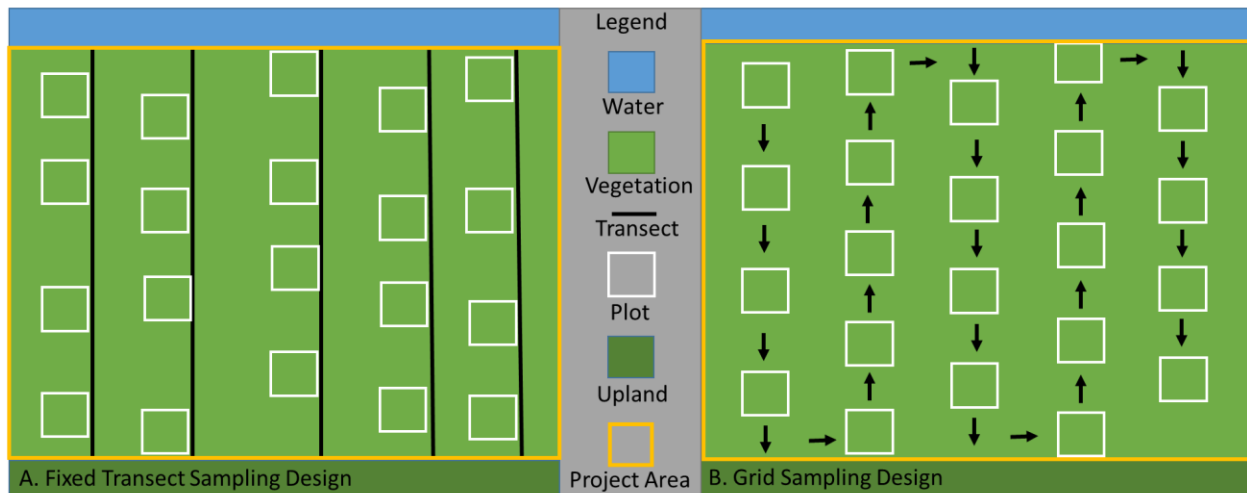 Legend
Water
Vegetation
Transect
Plot
Upland
Project Area
A. Fixed Transect Sampling Design
B. Grid Sampling Design